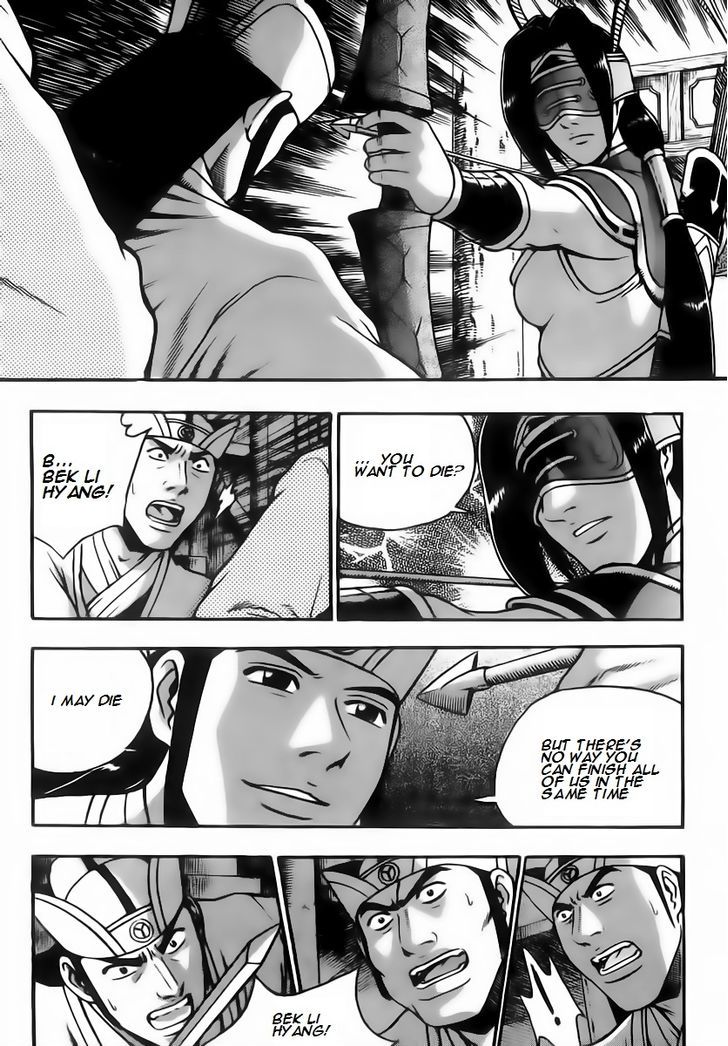 B...
BEK LI
HYANG!
... YOU
WANT TO DIE?
I MAY DIE
BUT THERE'S
NO WAY YOU
CAN FINISH ALL
OF US IN THE
SAME TIME
BEK LI
HYANG!
!